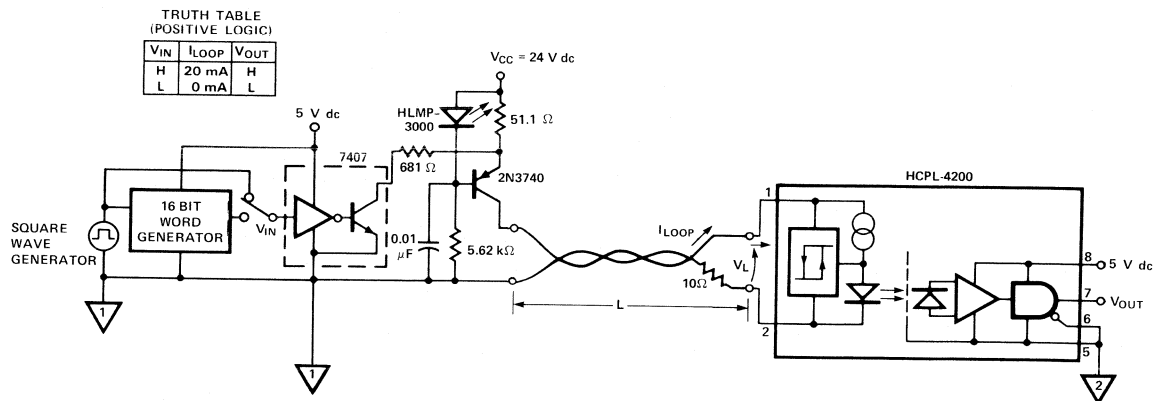 TRUTH TABLE
(POSITIVE LOGIC)
VIN ILOOP VOUT
H 20 mA H
L 0 mA L
VCC = 24 V dc
HLMP-
3000
51.1 Ω
5 V dc
7407
681 Ω
2N3740
HCPL-4200
16 BIT
WORD
GENERATOR
VIN
SQUARE
WAVE
GENERATOR
0.01
μF
5.62 kΩ
ILOOP
VL
10Ω
L
1
2
8
5 V dc
7
VOUT
6
5
1
1
2